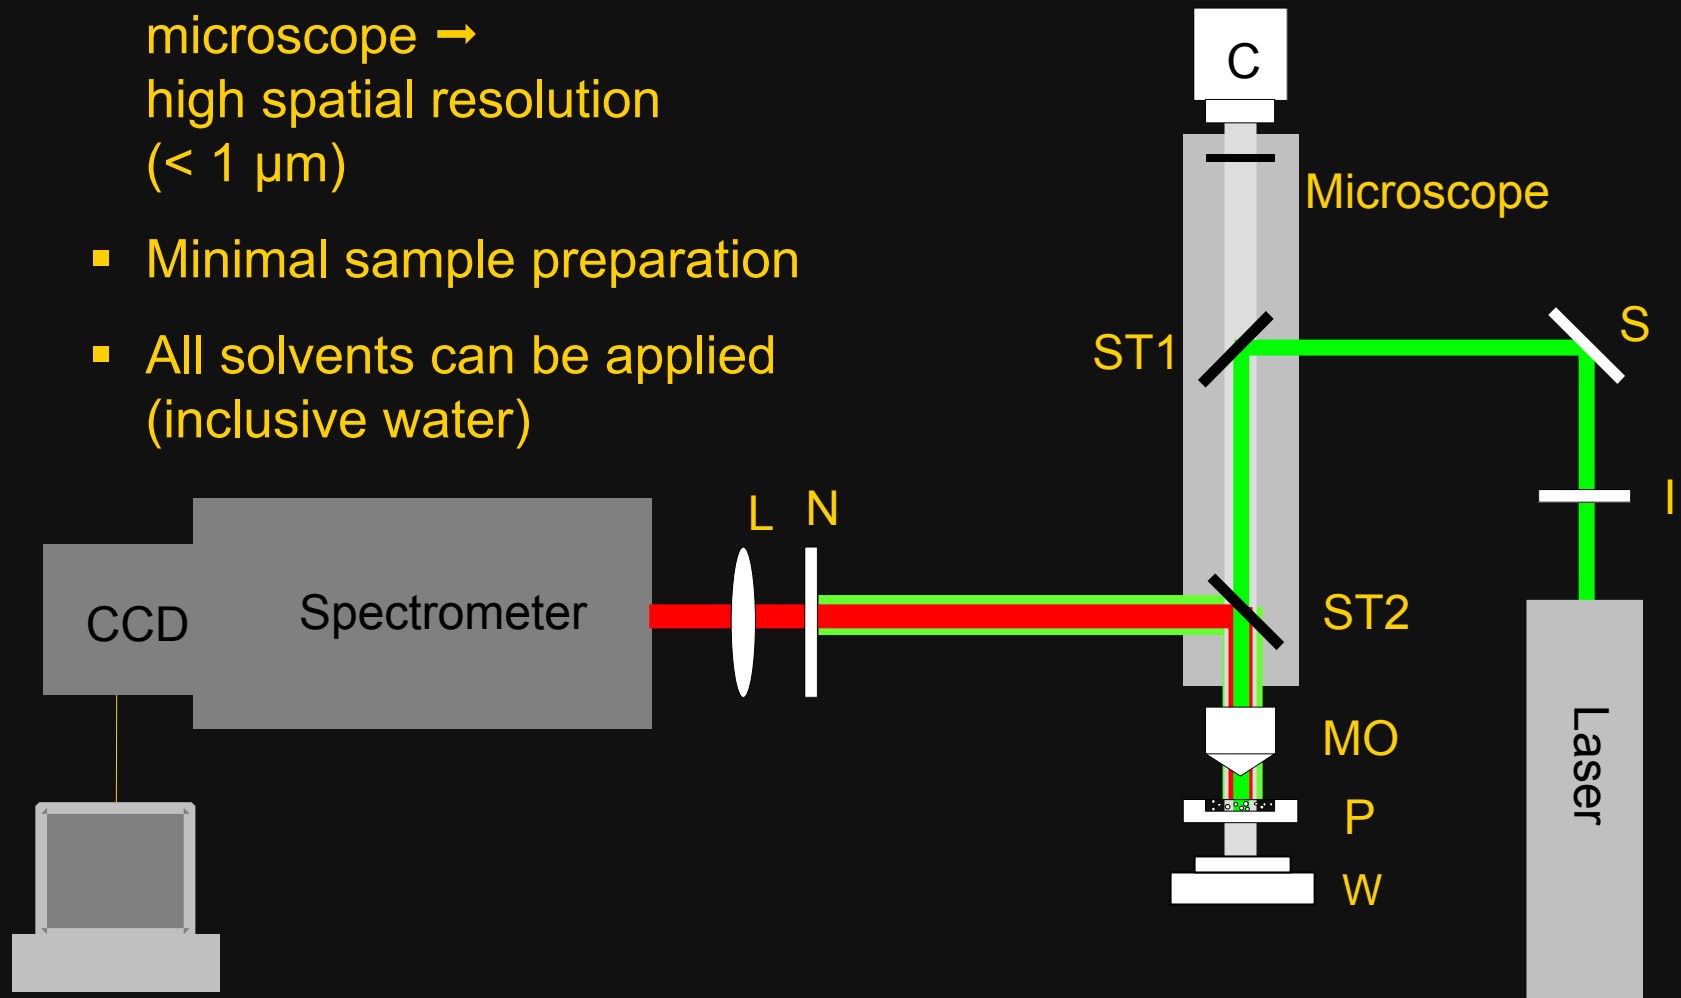 microscope ➞
high spatial resolution
(< 1 µm)
▪ Minimal sample preparation
▪ All solvents can be applied
(inclusive water)
C
Microscope
S
ST1
I
L
N
CCD
Spectrometer
ST2
MO
Laser
P
W